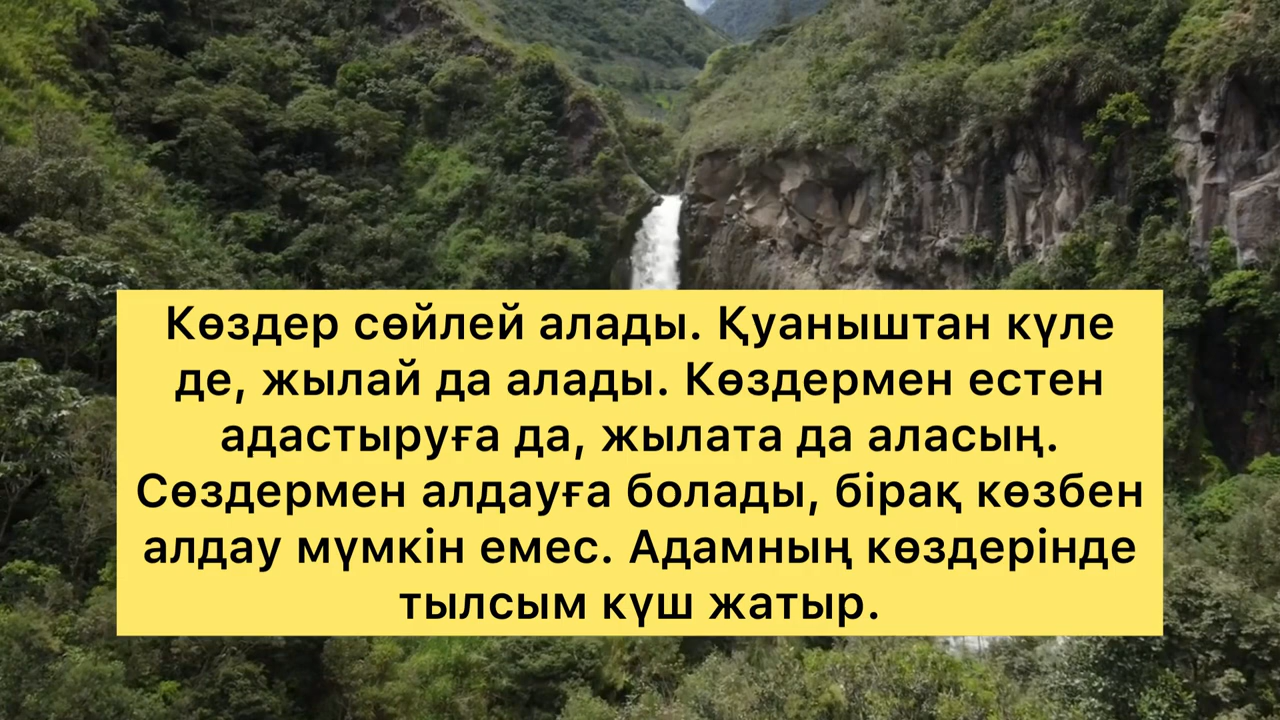 Көздер сөйлей алады. Қуаныштан күле
де, жылай да алады. Көздермен естен
адастыруға да, жылата да аласың.
Сөздермен алдауға болады, бірақ көзбен
алдау мүмкін емес. Адамның көздерінде
тылсым күш жатыр.